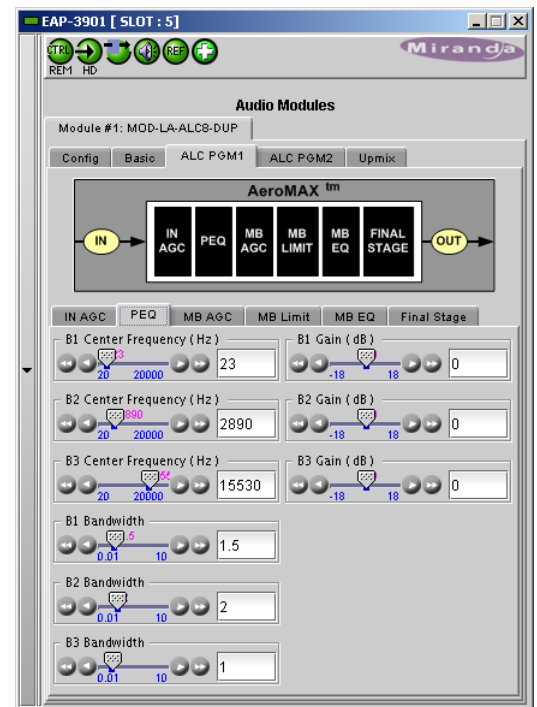 EAP-3901 [ SLOT : 5]
CTRL REF
REM HD
Miranda
Audio Modules
Module #1: MOD-LA-ALC8-DUP
Config Basic ALC PGM1 ALC PGM2 Upmix
AeroMAX tm
IN IN AGC PEQ MB AGC MB LIMIT MB EQ FINAL STAGE OUT
IN AGC PEQ MB AGC MB Limit MB EQ Final Stage
B1 Center Frequency ( Hz ) B1 Gain ( dB )
20 20000 23 -18 18 0
B2 Center Frequency ( Hz ) B2 Gain ( dB )
20 20000 2890 -18 18 0
B3 Center Frequency ( Hz ) B3 Gain ( dB )
20 20000 15530 -18 18 0
B1 Bandwidth
0.01 10 1.5
B2 Bandwidth
0.01 10 2
B3 Bandwidth
0.01 10 1